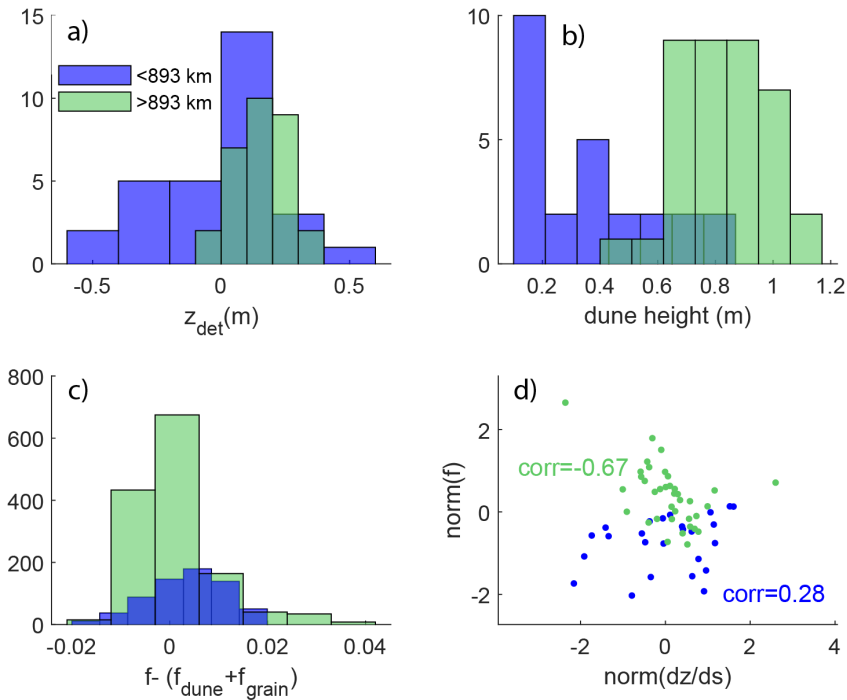 a)
15
10
5
0
<893 km
>893 km
-0.5
0
0.5
z_det(m)
b)
10
5
0
0.2
0.4
0.6
0.8
1
1.2
dune height (m)
c)
800
600
400
200
0
-0.02
0
0.02
0.04
f- (f_dune+f_grain)
d)
2
0
-2
norm(f)
corr=-0.67
corr=0.28
-2
0
2
4
norm(dz/ds)